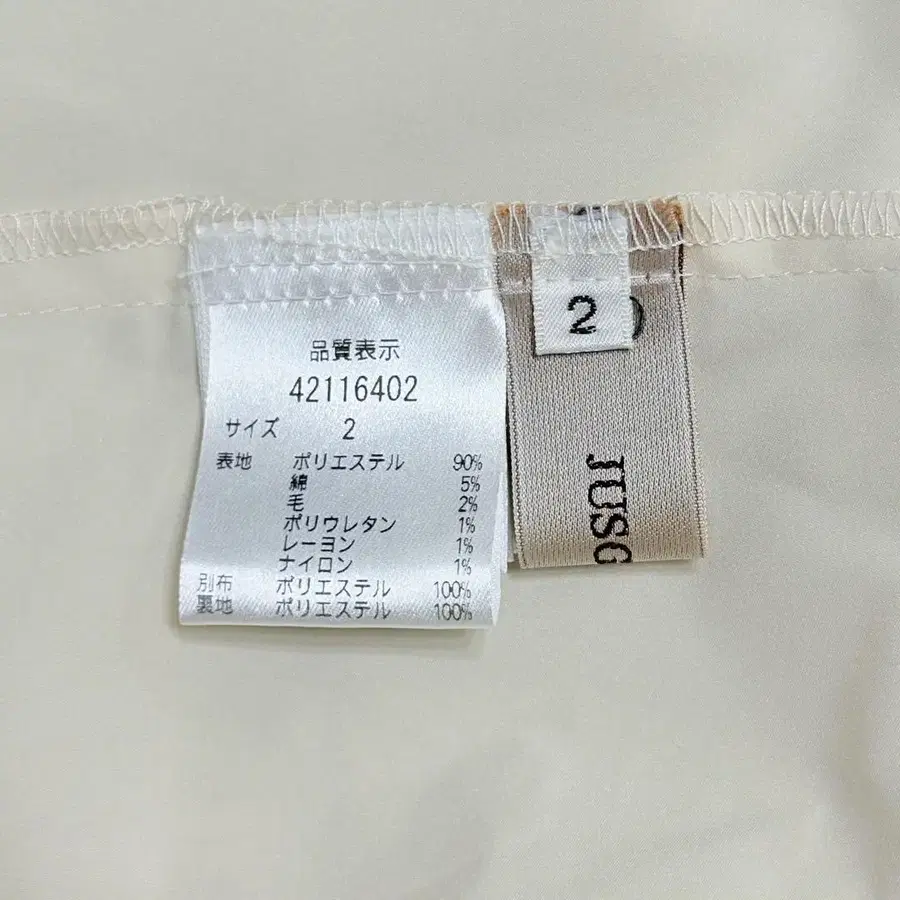 品質表示
42116402
サイズ 2
表地 ポリエステル 90%
綿 5%
毛 2%
ポリウレタン 1%
レーヨン 1%
ナイロン 1%
別布 ポリエステル 100%
裏地 ポリエステル 100%
2
JUSG